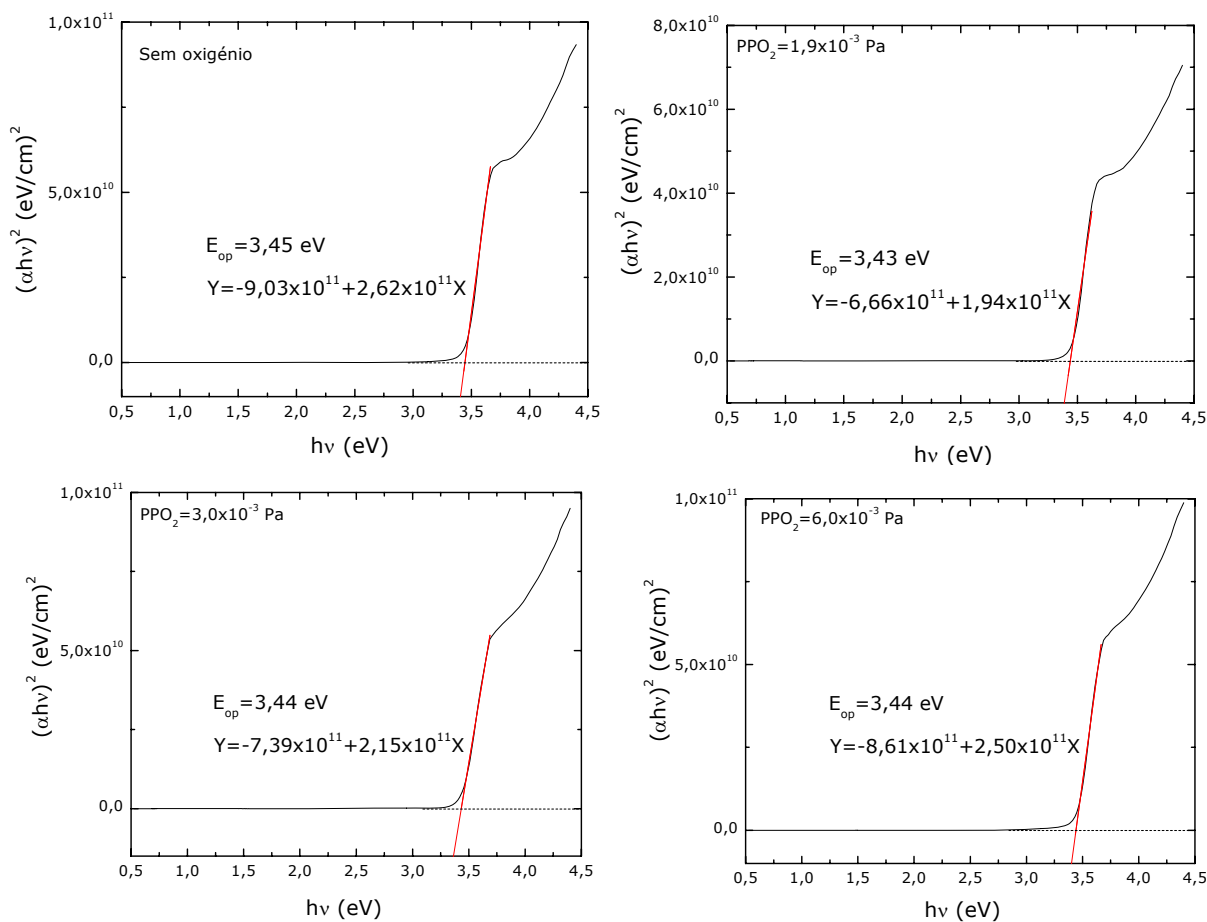 Sem oxigénio
1,0x10^11
5,0x10^10
0,0
(αhν)^2 (eV/cm)^2
E_op=3,45 eV
Y=-9,03x10^11+2,62x10^11X
0,5 1,0 1,5 2,0 2,5 3,0 3,5 4,0 4,5
hν (eV)
PPO_2=1,9x10^-3 Pa
8,0x10^10
6,0x10^10
4,0x10^10
2,0x10^10
0,0
(αhν)^2 (eV/cm)^2
E_op=3,43 eV
Y=-6,66x10^11+1,94x10^11X
0,5 1,0 1,5 2,0 2,5 3,0 3,5 4,0 4,5
hν (eV)
PPO_2=3,0x10^-3 Pa
1,0x10^11
5,0x10^10
0,0
(αhν)^2 (eV/cm)^2
E_op=3,44 eV
Y=-7,39x10^11+2,15x10^11X
0,5 1,0 1,5 2,0 2,5 3,0 3,5 4,0 4,5
hν (eV)
PPO_2=6,0x10^-3 Pa
1,0x10^11
5,0x10^10
0,0
(αhν)^2 (eV/cm)^2
E_op=3,44 eV
Y=-8,61x10^11+2,50x10^11X
0,5 1,0 1,5 2,0 2,5 3,0 3,5 4,0 4,5
hν (eV)